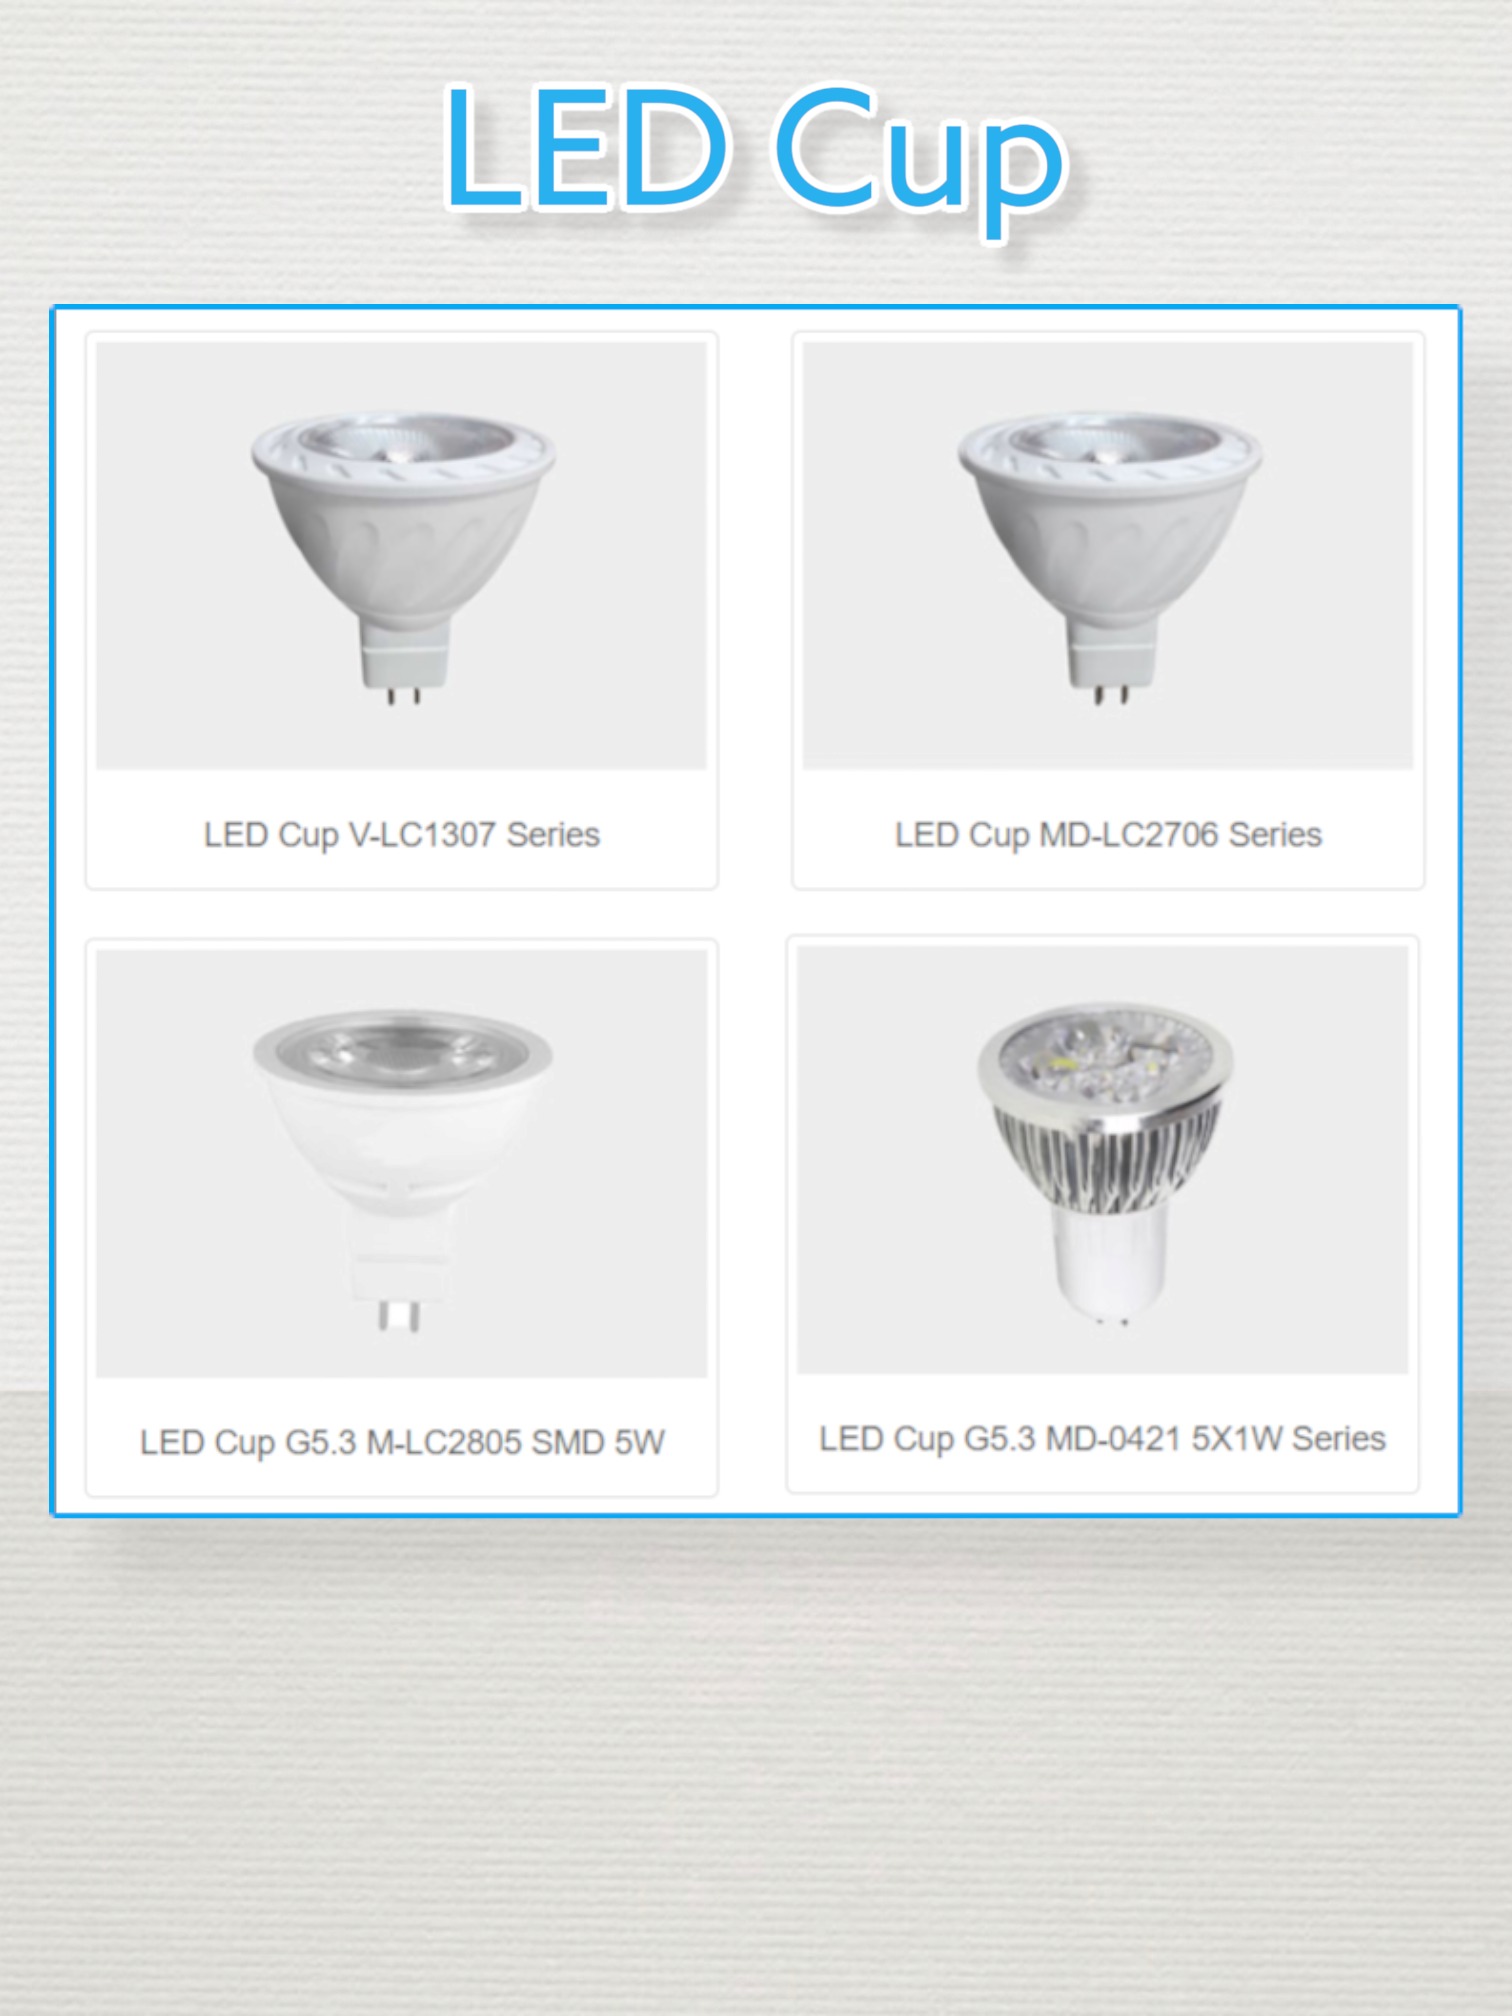 LED Cup
LED Cup V-LC1307 Series
LED Cup MD-LC2706 Series
LED Cup G5.3 M-LC2805 SMD 5W
LED Cup G5.3 MD-0421 5X1W Series